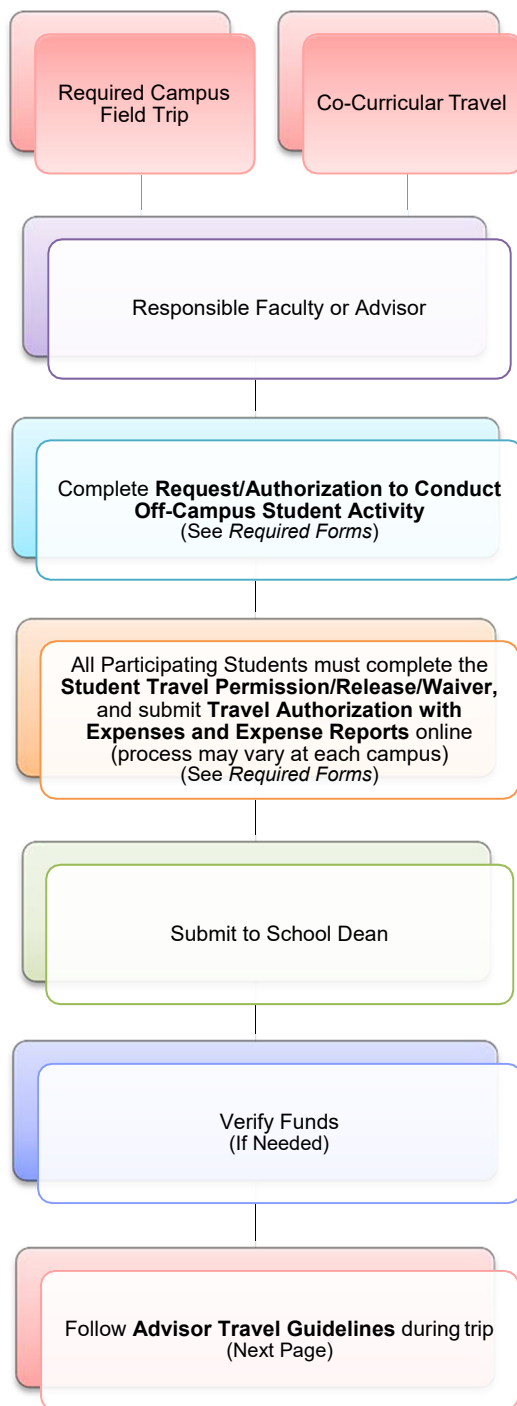 Required Campus
Field Trip
Co-Curricular Travel
Responsible Faculty or Advisor
Complete Request/Authorization to Conduct
Off-Campus Student Activity
(See Required Forms)
All Participating Students must complete the
Student Travel Permission/Release/Waiver,
and submit Travel Authorization with
Expenses and Expense Reports online
(process may vary at each campus)
(See Required Forms)
Submit to School Dean
Verify Funds
(If Needed)
Follow Advisor Travel Guidelines during trip
(Next Page)